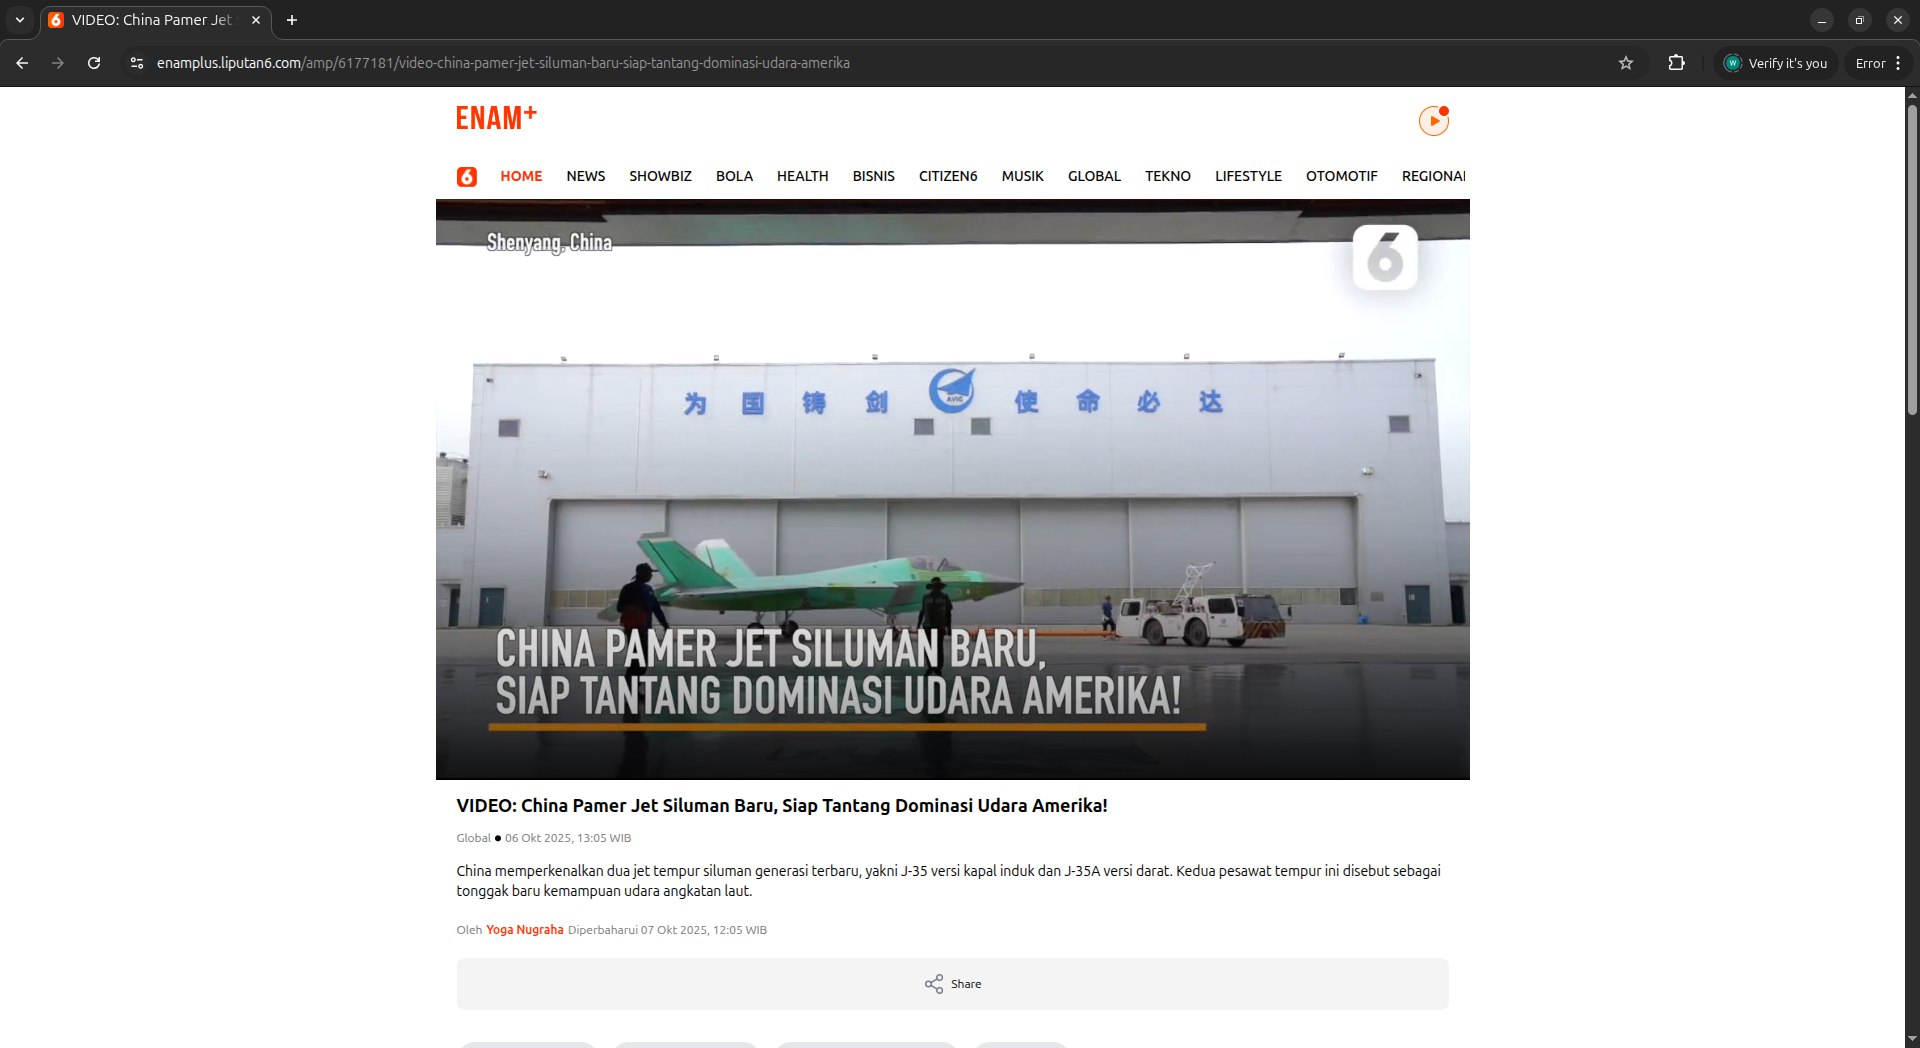 VIDEO: China Pamer Jet S
enamplus.liputan6.com/amp/6177181/video-china-pamer-jet-siluman-baru-siap-tantang-dominasi-udara-amerika
Verify it's you
Error
ENAM+
6 HOME NEWS SHOWBIZ BOLA HEALTH BISNIS CITIZEN6 MUSIK GLOBAL TEKNO LIFESTYLE OTOMOTIF REGIONAL
Shenyang, China
6
为国铸剑 AVIC 使命必达
CHINA PAMER JET SILUMAN BARU,
SIAP TANTANG DOMINASI UDARA AMERIKA!
VIDEO: China Pamer Jet Siluman Baru, Siap Tantang Dominasi Udara Amerika!
Global ● 06 Okt 2025, 13:05 WIB
China memperkenalkan dua jet tempur siluman generasi terbaru, yakni J-35 versi kapal induk dan J-35A versi darat. Kedua pesawat tempur ini disebut sebagai
tonggak baru kemampuan udara angkatan laut.
Oleh Yoga Nugraha Diperbaharui 07 Okt 2025, 12:05 WIB
Share